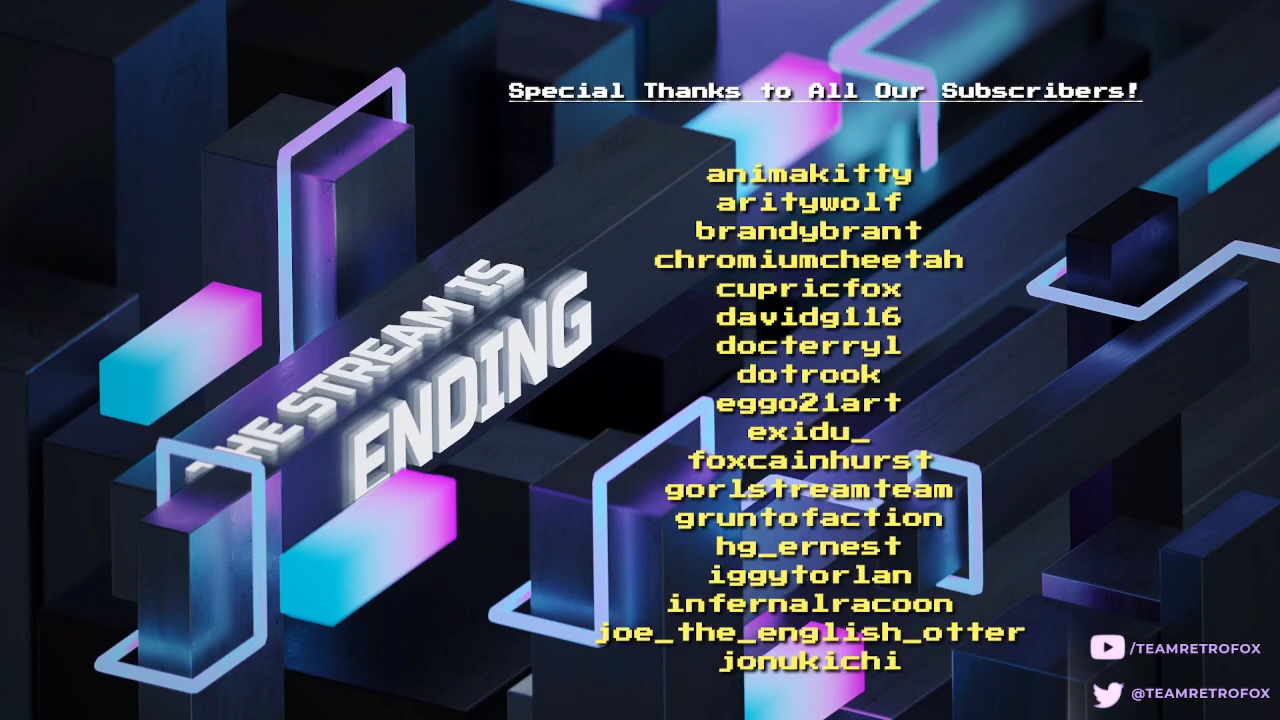 Special Thanks to All Our Subscribers!
animakitty
aritywolf
brandybrant
chromiumcheetah
cupricfox
davidg116
docterryl
dotrook
eggo21art
exidu_
foxcainhurst
gorlstreamteam
gruntofaction
hg_ernest
iggytorlan
infernalracoon
joe_the_english_otter
jonukichi
THE STREAM IS
ENDING
/TEAMRETROFOX
@TEAMRETROFOX